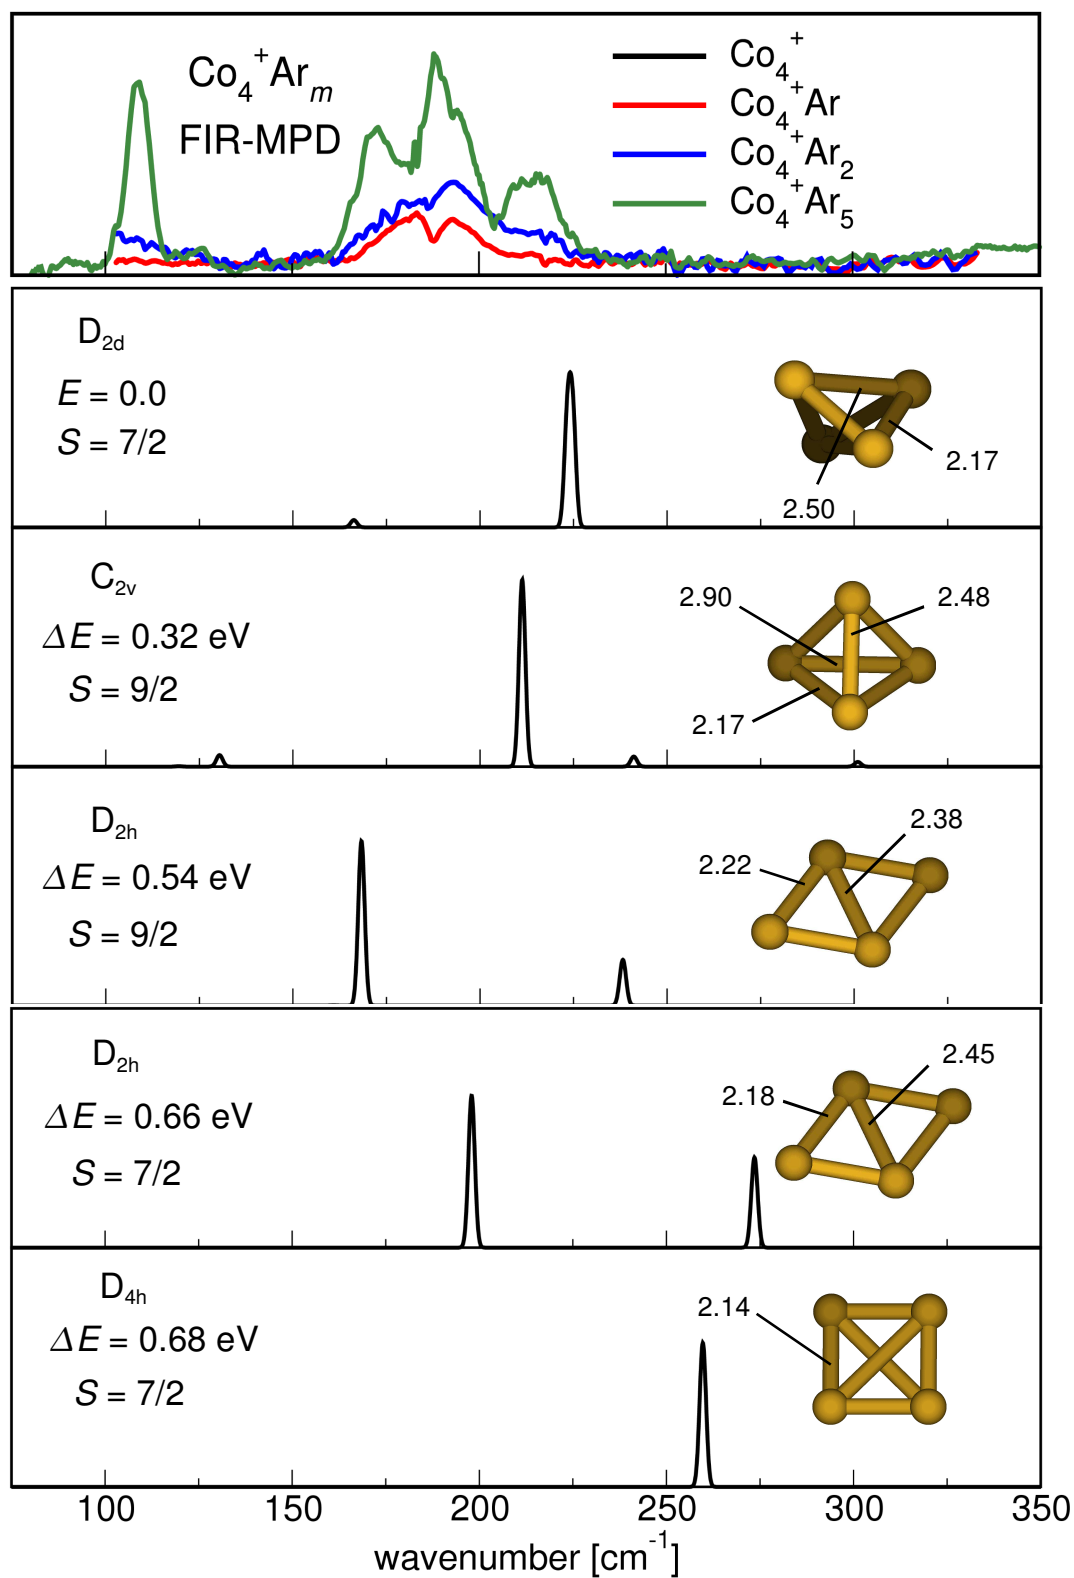 Co₄⁺Arₘ
FIR-MPD
Co₄⁺
Co₄⁺Ar
Co₄⁺Ar₂
Co₄⁺Ar₅
D₂d
E = 0.0
S = 7/2
2.17
2.50
C₂ᵥ
ΔE = 0.32 eV
S = 9/2
2.90
2.48
2.17
D₂ₕ
ΔE = 0.54 eV
S = 9/2
2.38
2.22
D₂ₕ
ΔE = 0.66 eV
S = 7/2
2.45
2.18
D₄ₕ
ΔE = 0.68 eV
S = 7/2
2.14
100 150 200 250 300 350
wavenumber [cm⁻¹]